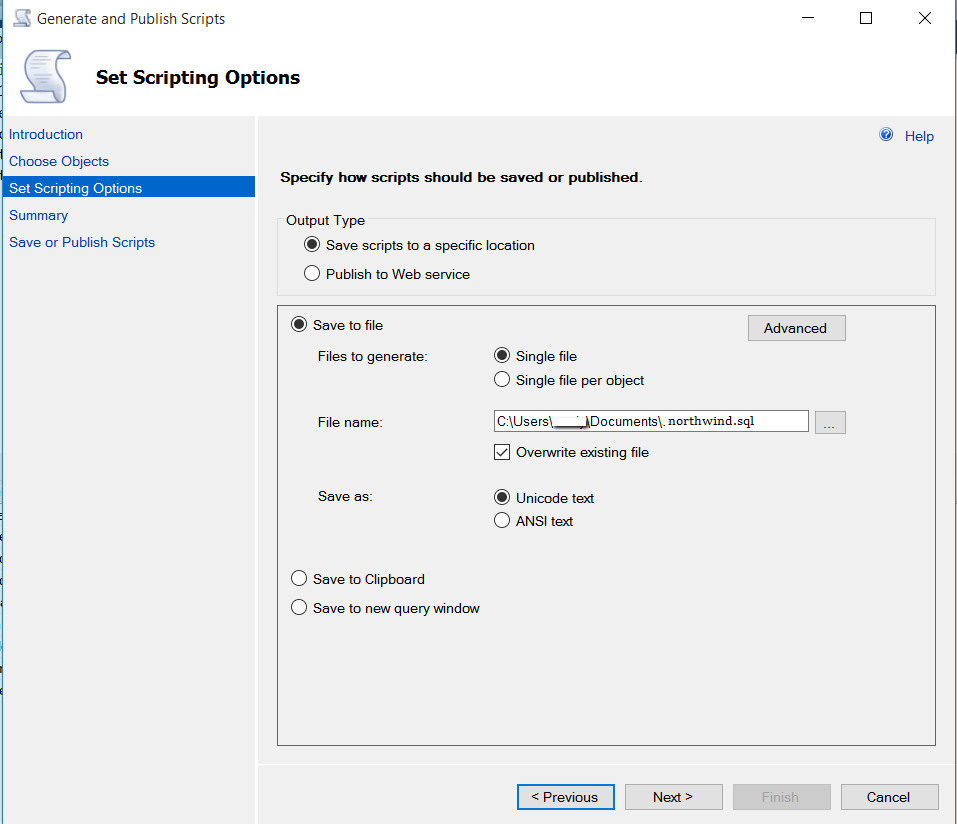 Generate and Publish Scripts
Set Scripting Options
Introduction
Choose Objects
Set Scripting Options
Summary
Save or Publish Scripts
Help
Specify how scripts should be saved or published.
Output Type
Save scripts to a specific location
Publish to Web service
Save to file
Advanced
Files to generate:
Single file
Single file per object
File name:
C:\Users\ \Documents\. northwind.sql
...
Overwrite existing file
Save as:
Unicode text
ANSI text
Save to Clipboard
Save to new query window
< Previous
Next >
Finish
Cancel